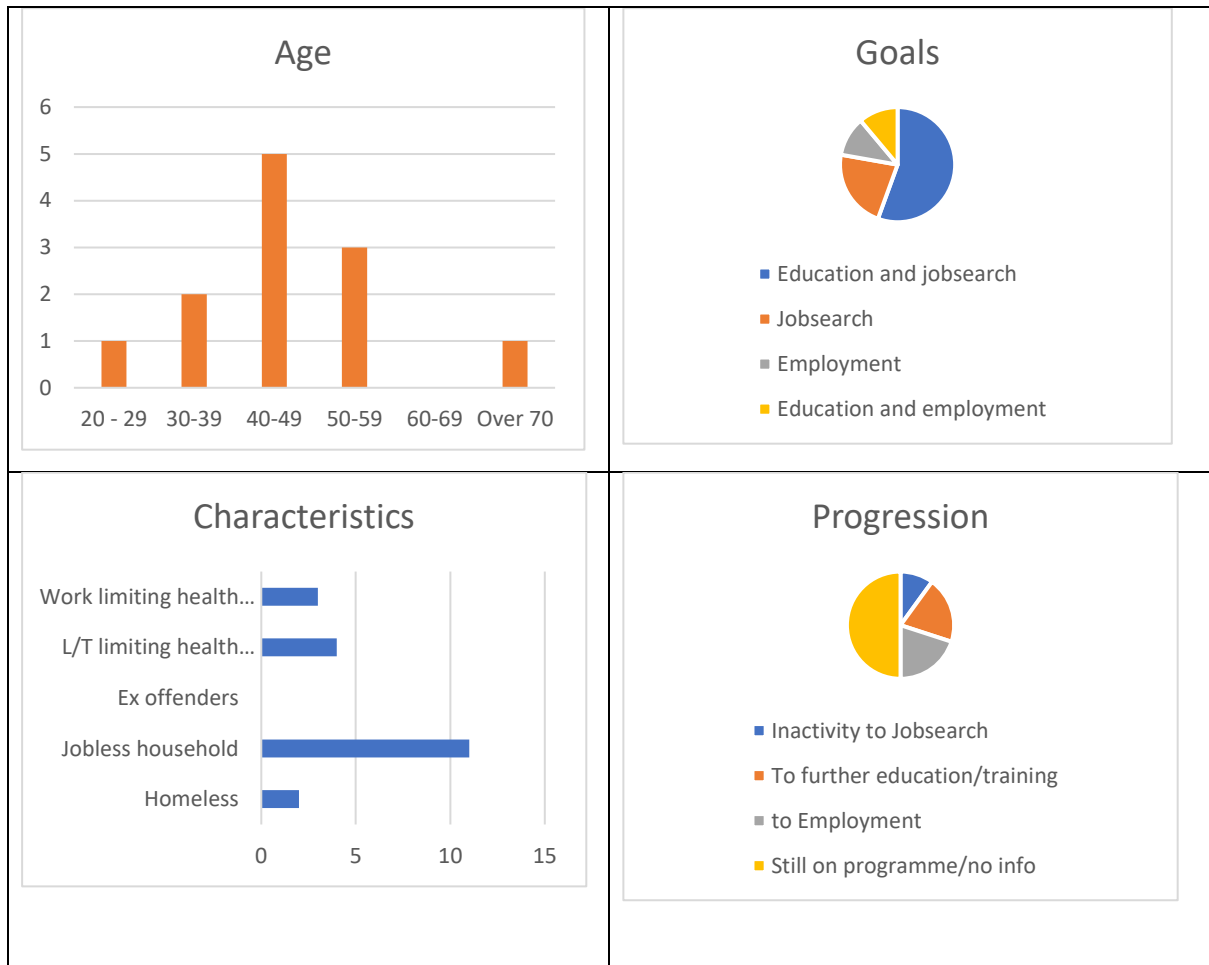 Age
6
5
4
3
2
1
0
20 - 29 30-39 40-49 50-59 60-69 Over 70
Goals
Education and jobsearch
Jobsearch
Employment
Education and employment
Characteristics
Work limiting health...
L/T limiting health...
Ex offenders
Jobless household
Homeless
0 5 10 15
Progression
Inactivity to Jobsearch
To further education/training
to Employment
Still on programme/no info